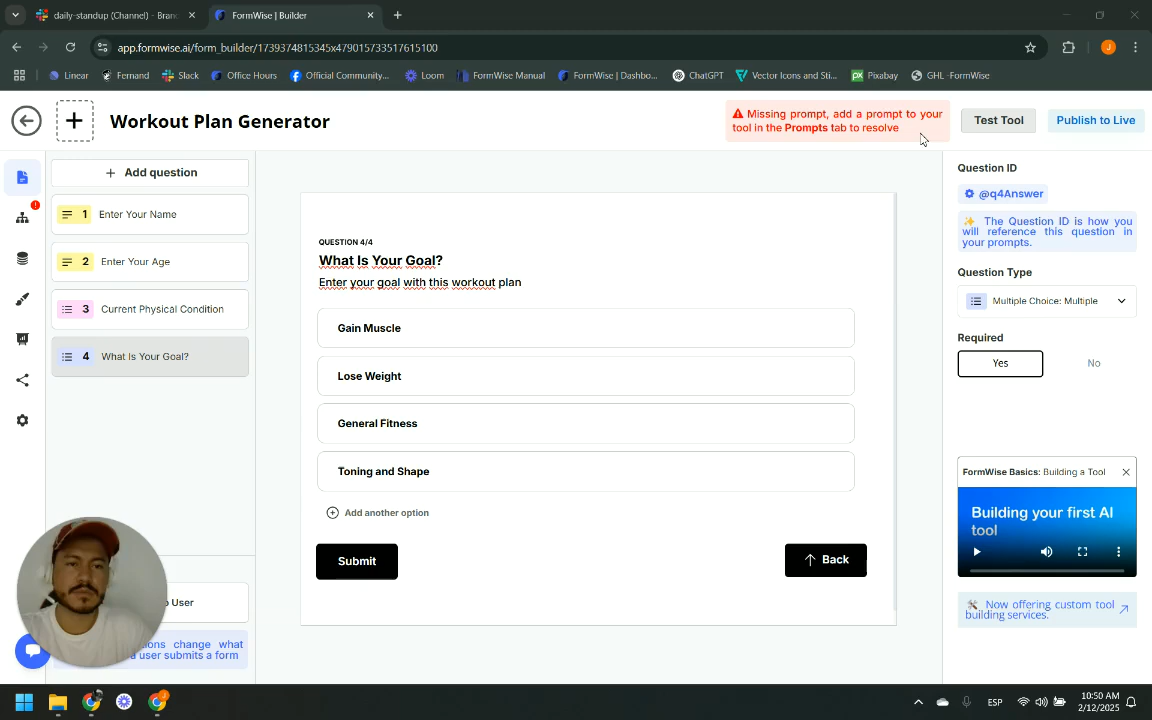 daily-standup (Channel) - Bran
FormWise | Builder
app.formwise.ai/form_builder/1739374815345x479015733517615100
Linear
Fernand
Slack
Office Hours
Official Community...
Loom
FormWise Manual
FormWise | Dashbo...
ChatGPT
Vector Icons and Sti...
Pixabay
GHL -FormWise
Workout Plan Generator
Missing prompt, add a prompt to your
tool in the Prompts tab to resolve
Test Tool
Publish to Live
Add question
1 Enter Your Name
2 Enter Your Age
3 Current Physical Condition
4 What Is Your Goal?
QUESTION 4/4
What Is Your Goal?
Enter your goal with this workout plan
Gain Muscle
Lose Weight
General Fitness
Toning and Shape
Add another option
Submit
Back
Question ID
@q4Answer
The Question ID is how you
will reference this question in
your prompts.
Question Type
Multiple Choice: Multiple
Required
Yes
No
FormWise Basics: Building a Tool
Building your first AI
tool
Now offering custom tool
building services.
User
change what
user submits a form
ESP
10:50 AM
2/12/2025